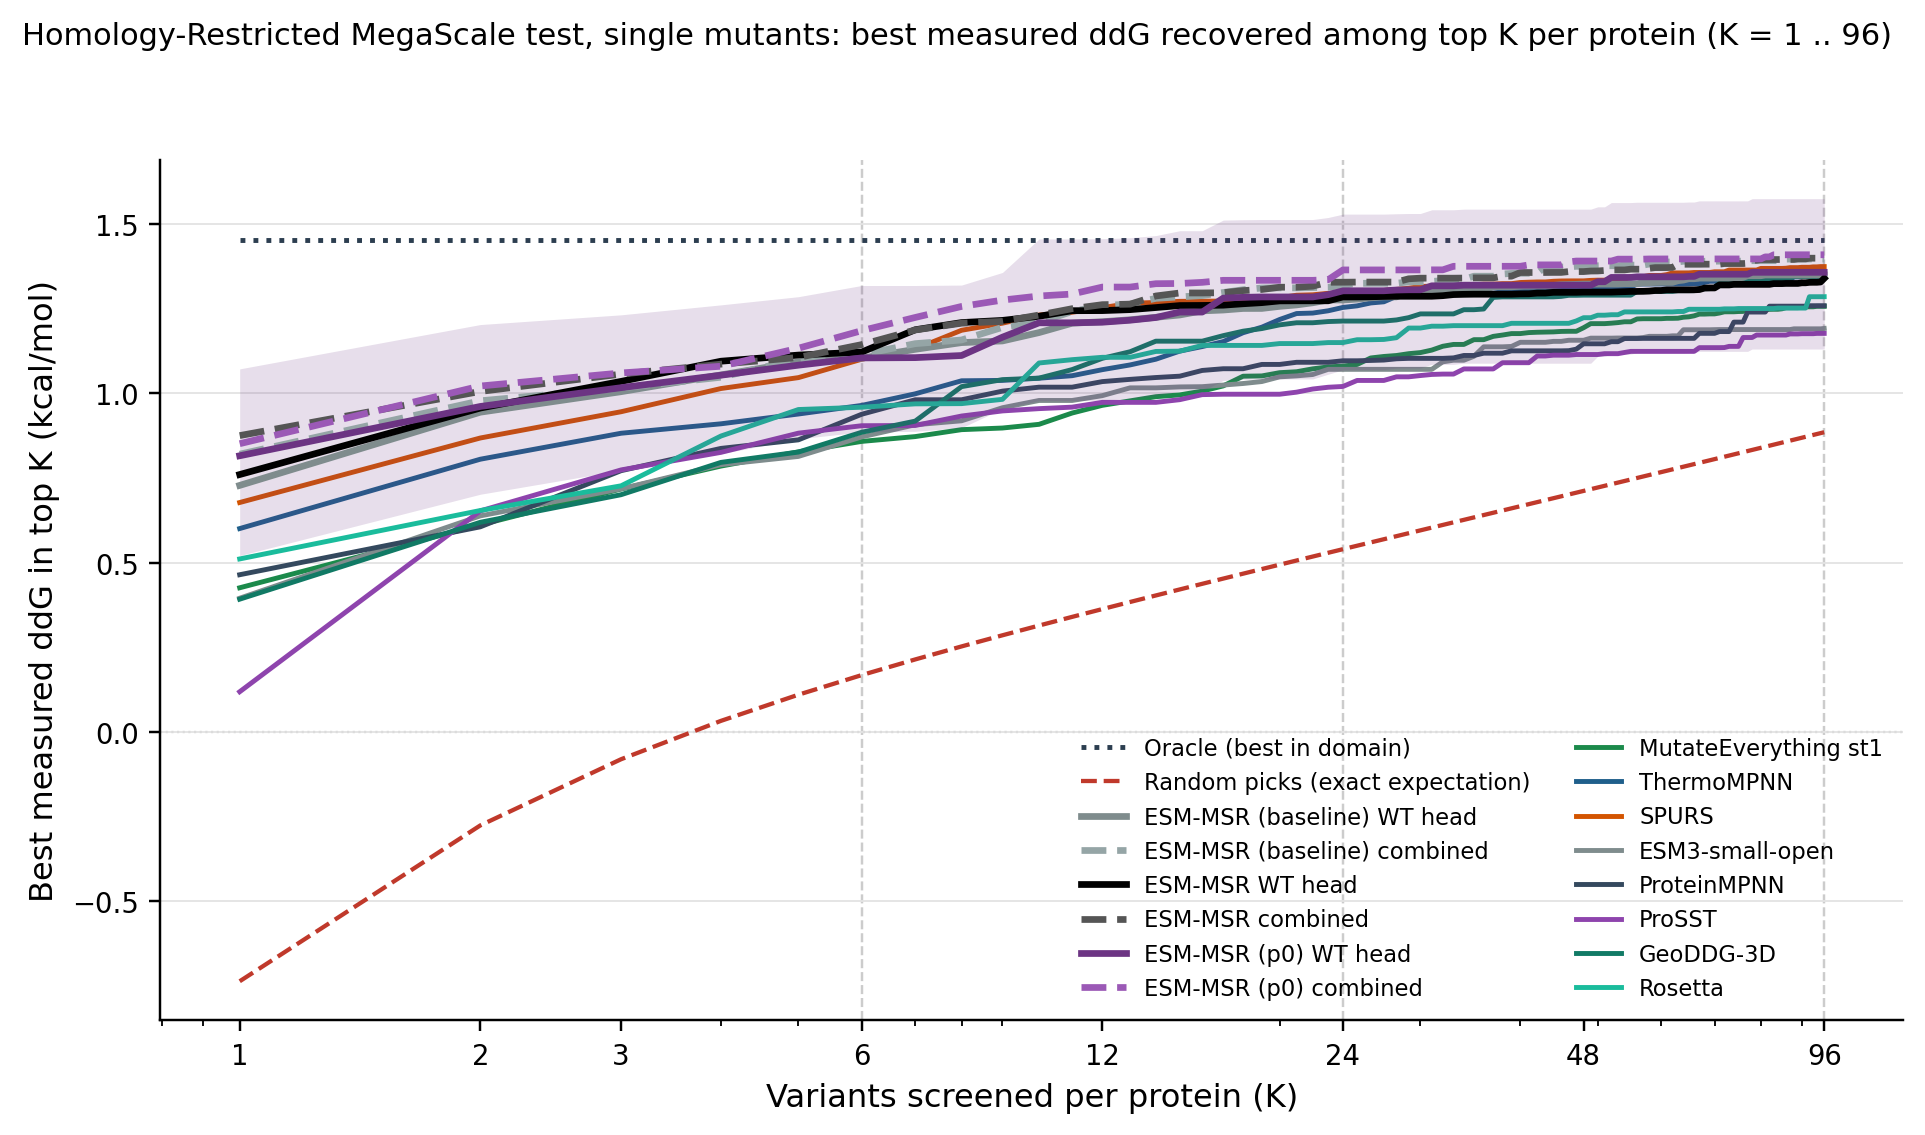 Homology-Restricted MegaScale test, single mutants: best measured ddG recovered among top K per protein (K = 1 .. 96)
Best measured ddG in top K (kcal/mol)
1.5
1.0
0.5
0.0
−0.5
Oracle (best in domain)
Random picks (exact expectation)
ESM-MSR (baseline) WT head
ESM-MSR (baseline) combined
ESM-MSR WT head
ESM-MSR combined
ESM-MSR (p0) WT head
ESM-MSR (p0) combined
MutateEverything st1
ThermoMPNN
SPURS
ESM3-small-open
ProteinMPNN
ProSST
GeoDDG-3D
Rosetta
1 2 3 6 12 24 48 96
Variants screened per protein (K)